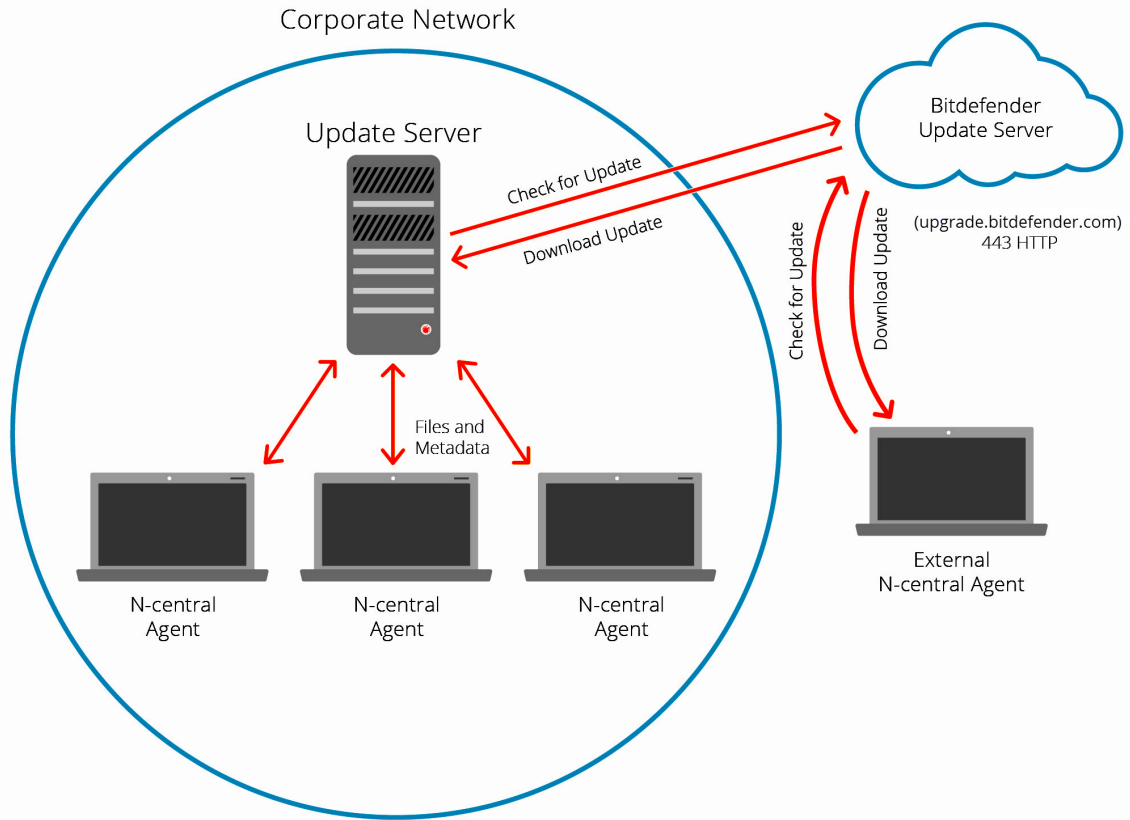 Corporate Network
Update Server
Check for Update
Download Update
Bitdefender
Update Server
(upgrade.bitdefender.com)
443 HTTP
Check for Update
Download Update
Files and
Metadata
N-central
Agent
N-central
Agent
N-central
Agent
External
N-central Agent